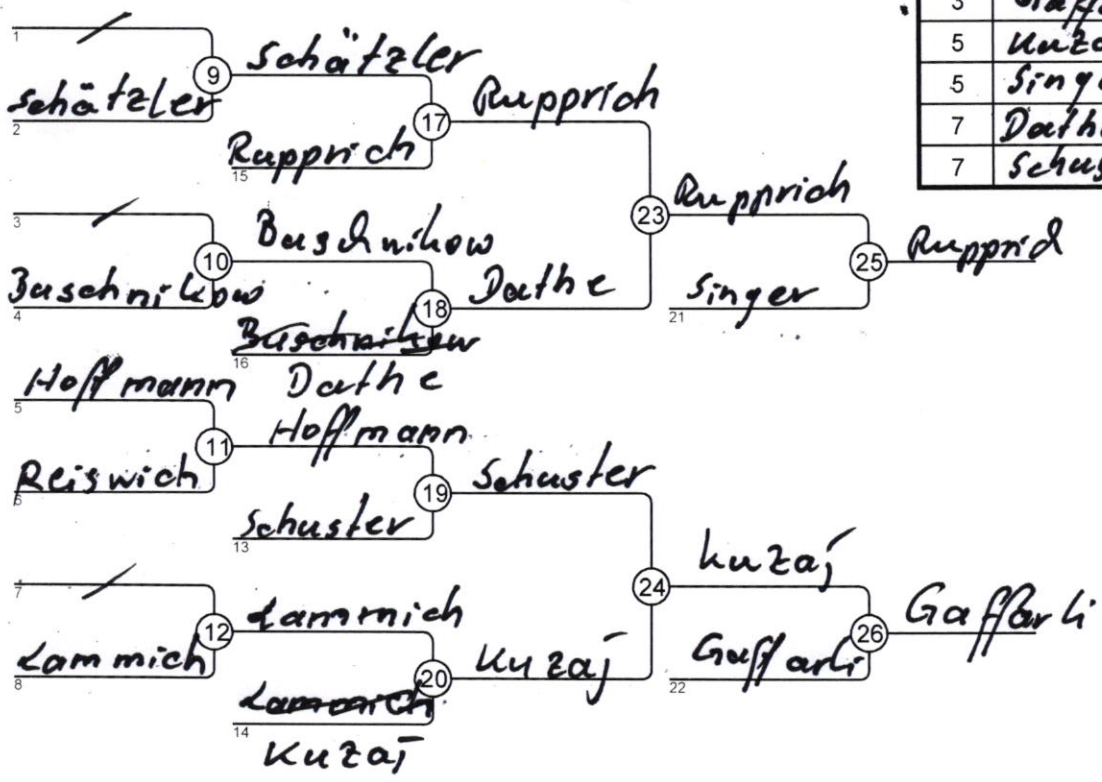 3
5 Kuza
5 Singe
7 Dath
7 Schus
1
9 Schätzler
Schätzler
2
17 Rupprich
Rupprich
15
23 Rupprich
3
10 Buschnikow
Buschnikow
4
18 Dathe
Buschnikow
16
Dathe
25 Rupprich
Singer
21
Hoffmann
5
11 Hoffmann
Reiswich
6
19 Schuster
Schuster
13
24 Kuzaj
7
12 Lammich
Lammich
8
20 Kuzaj
Lammich
14
Kuzaj
26 Gaffarli
Gaffarli
22